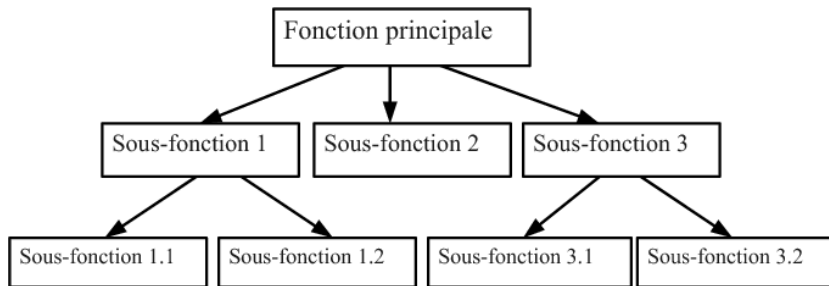 Fonction principale
Sous-fonction 1
Sous-fonction 2
Sous-fonction 3
Sous-fonction 1.1
Sous-fonction 1.2
Sous-fonction 3.1
Sous-fonction 3.2